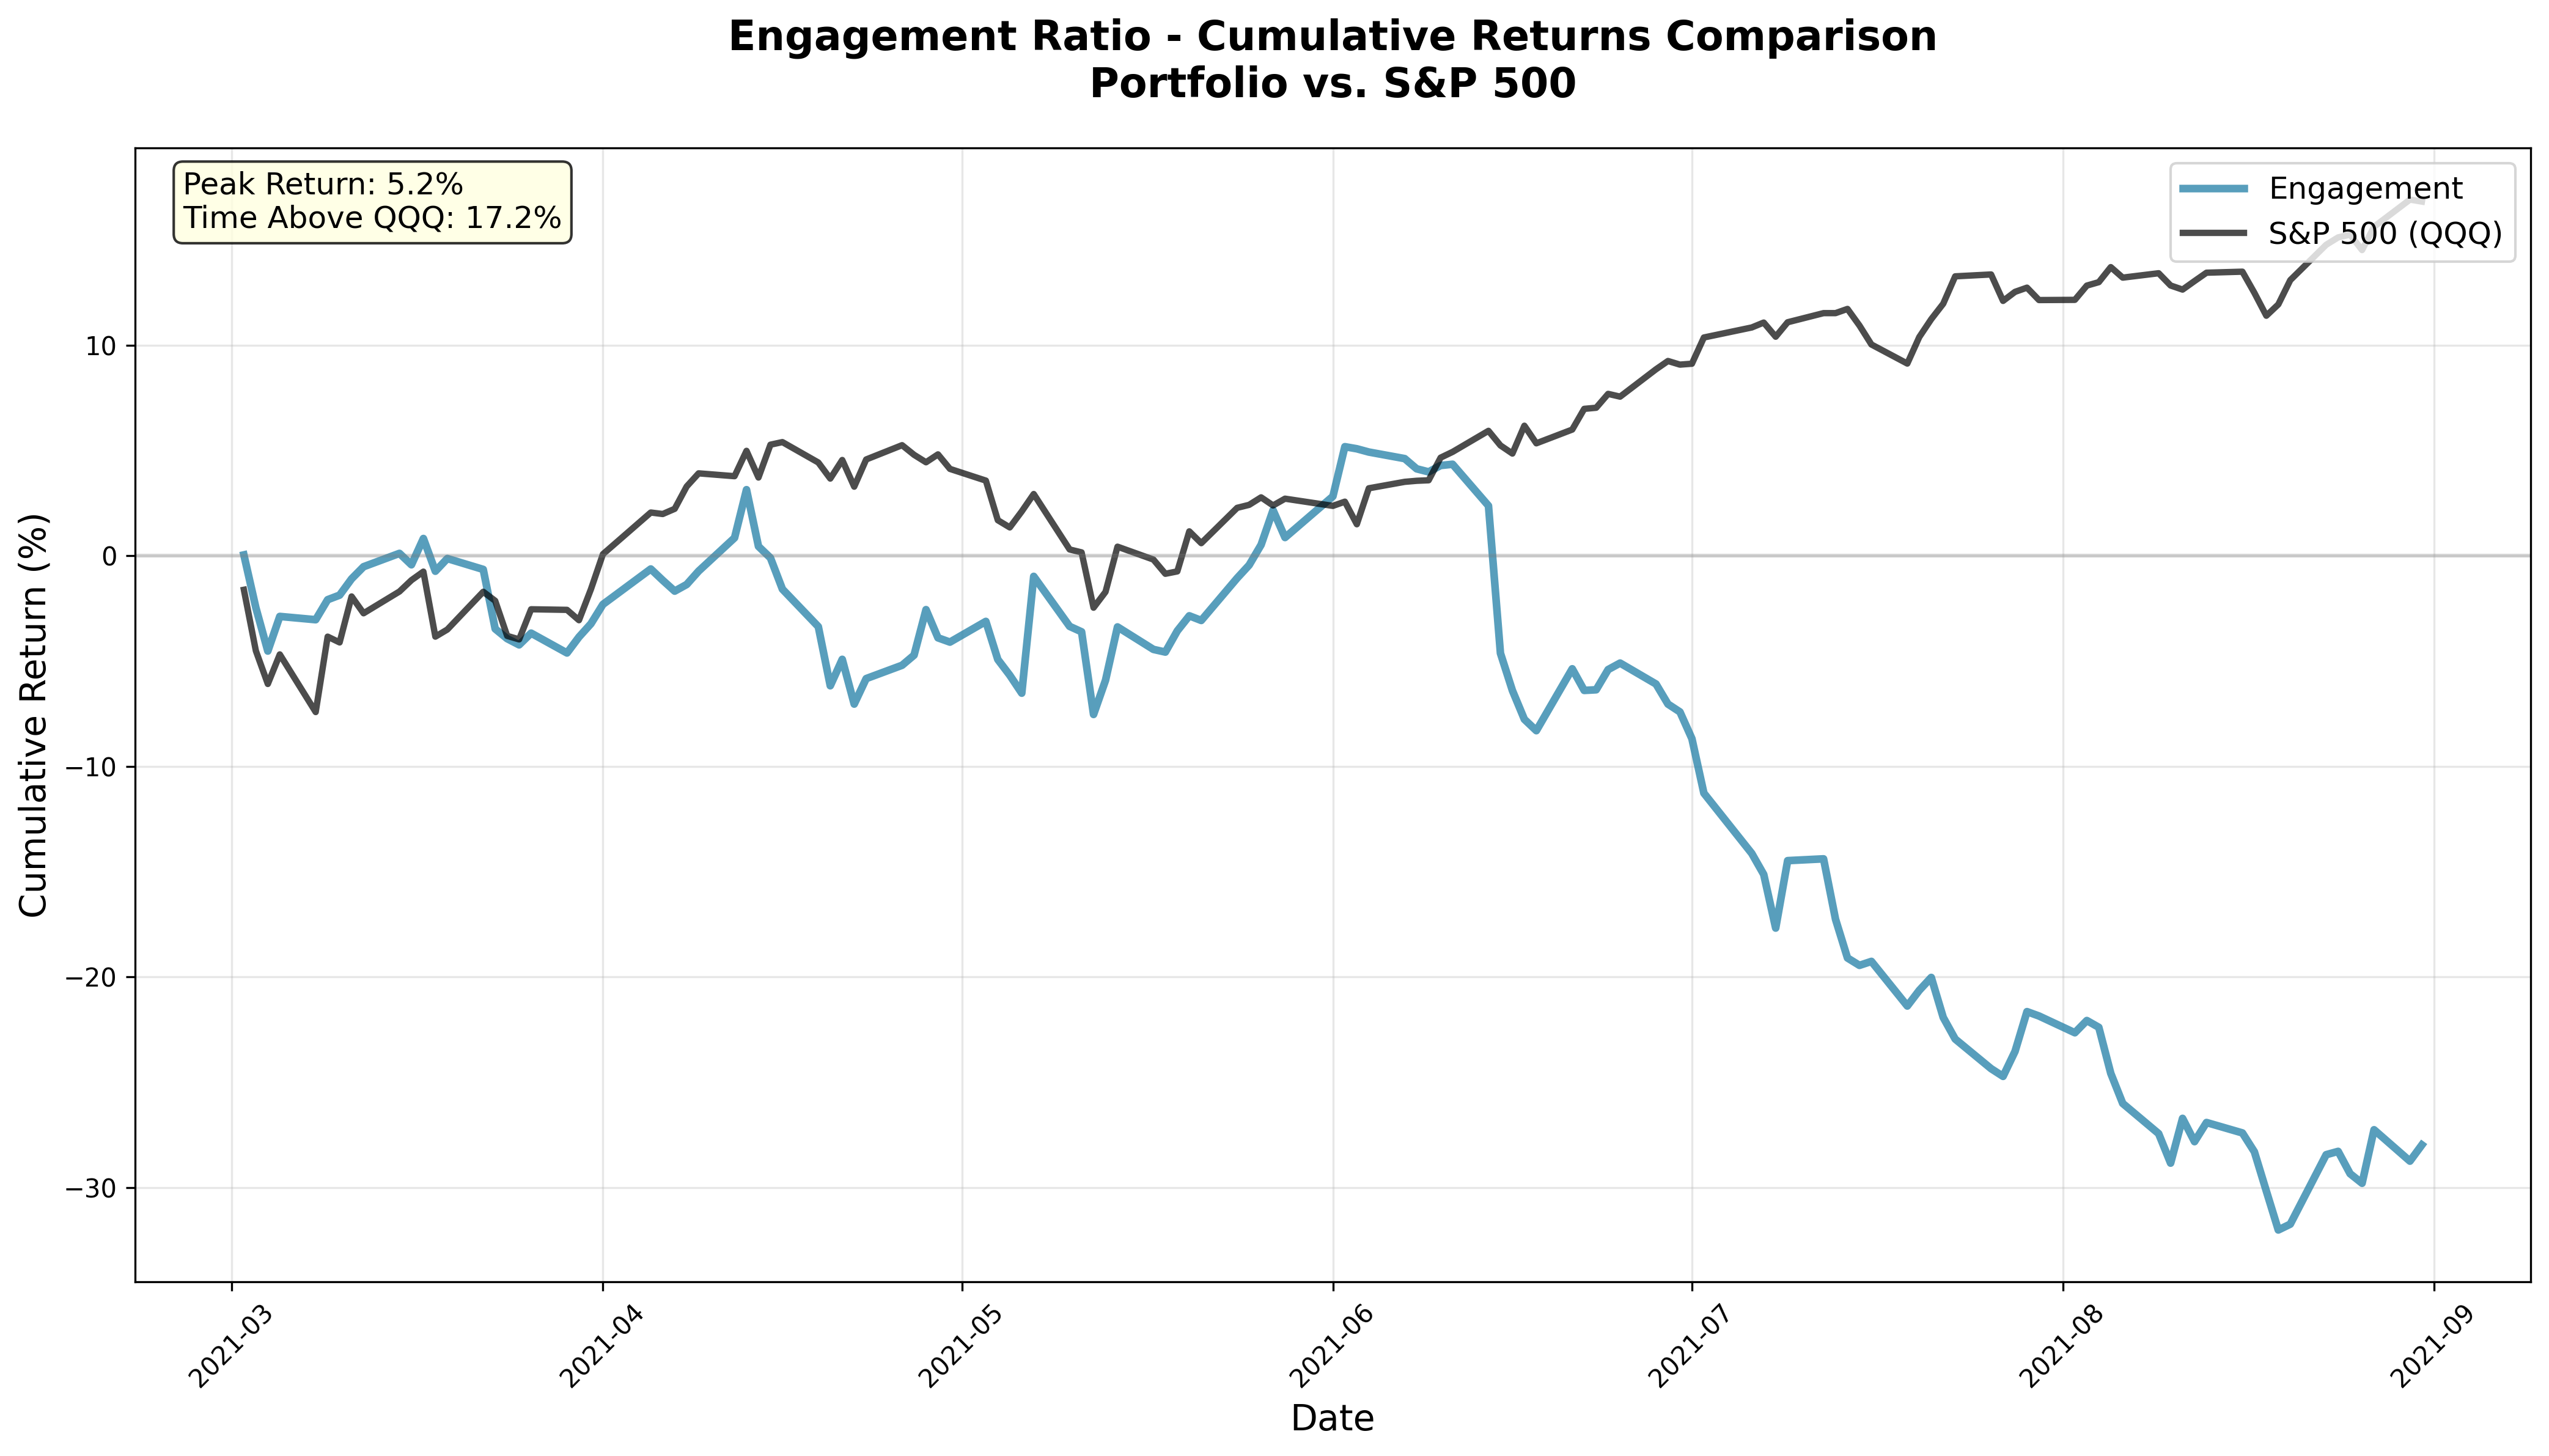 Engagement Ratio - Cumulative Returns Comparison
Portfolio vs. S&P 500
Peak Return: 5.2%
Time Above QQQ: 17.2%
Engagement
S&P 500 (QQQ)
Cumulative Return (%)
10
0
−10
−20
−30
2021-03
2021-04
2021-05
2021-06
2021-07
2021-08
2021-09
Date